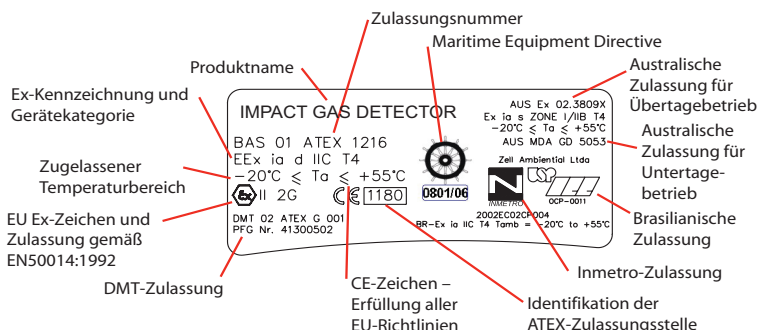 Zulassungsnummer
Maritime Equipment Directive
Produktname
Australische
Zulassung für
Übertagebetrieb
Ex-Kennzeichnung und
Gerätekategorie
IMPACT GAS DETECTOR
AUS Ex 02.3809X
Ex ia s ZONE I/IIB T4
-20°C ≤ Ta ≤ +55°C
AUS MDA GD 5053
BAS 01 ATEX 1216
EEx ia d IIC T4
-20°C ≤ Ta ≤ +55°C
Ex II 2G CE 1180
0801/06
Zell Ambiential Ltda
N
INMETRO
OCP-0011
2002EC02CP004
BR-Ex ia IIC T4 Tamb = -20°C to +55°C
DMT 02 ATEX G 001
PFG Nr. 41300502
Australische
Zulassung für
Untertage-
betrieb
Zugelassener
Temperaturbereich
EU Ex-Zeichen und
Zulassung gemäß
EN50014:1992
Brasilianische
Zulassung
DMT-Zulassung
CE-Zeichen –
Erfüllung aller
EU-Richtlinien
Identifikation der
ATEX-Zulassungsstelle
Inmetro-Zulassung